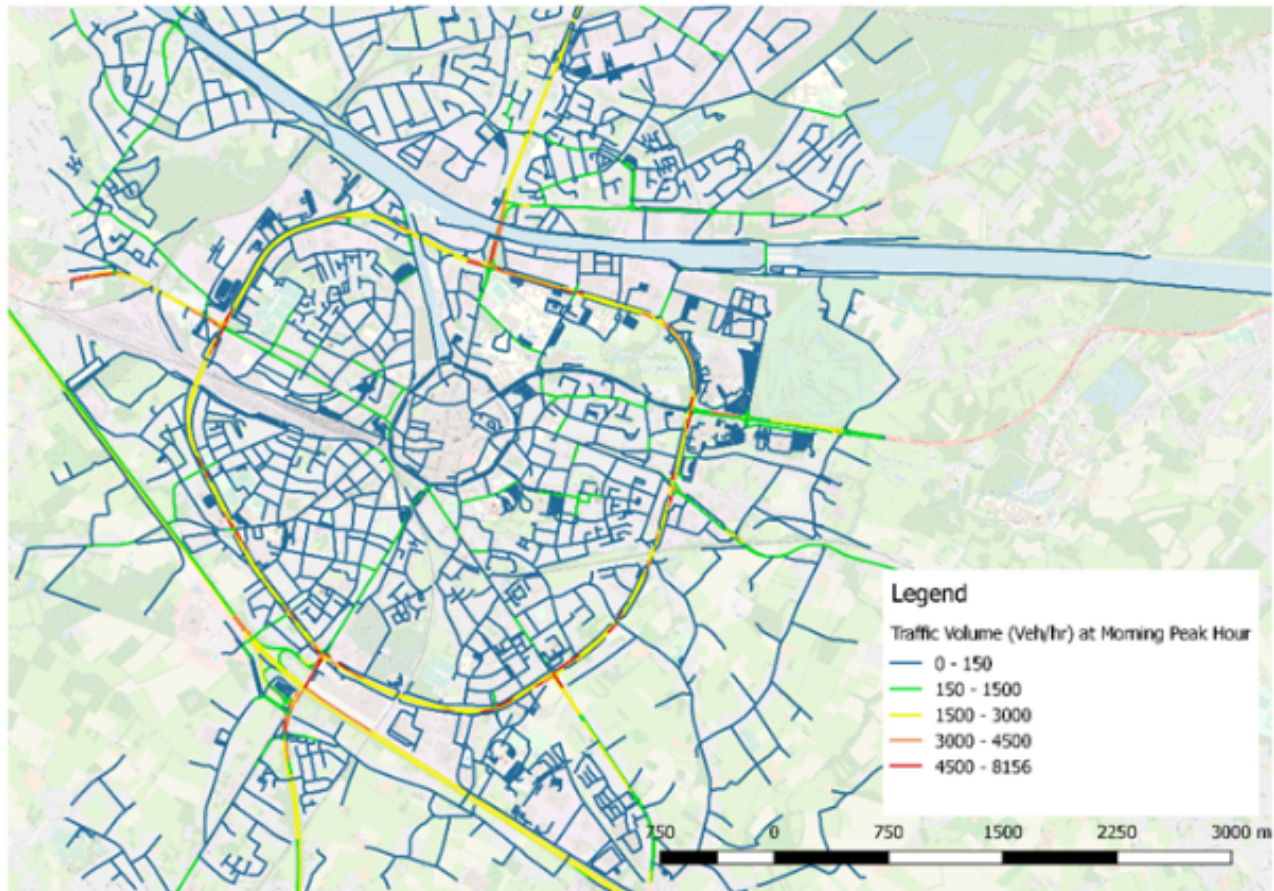 Legend
Traffic Volume (Veh/hr) at Morning Peak Hour
0 - 150
150 - 1500
1500 - 3000
3000 - 4500
4500 - 8156
750 0 750 1500 2250 3000 m